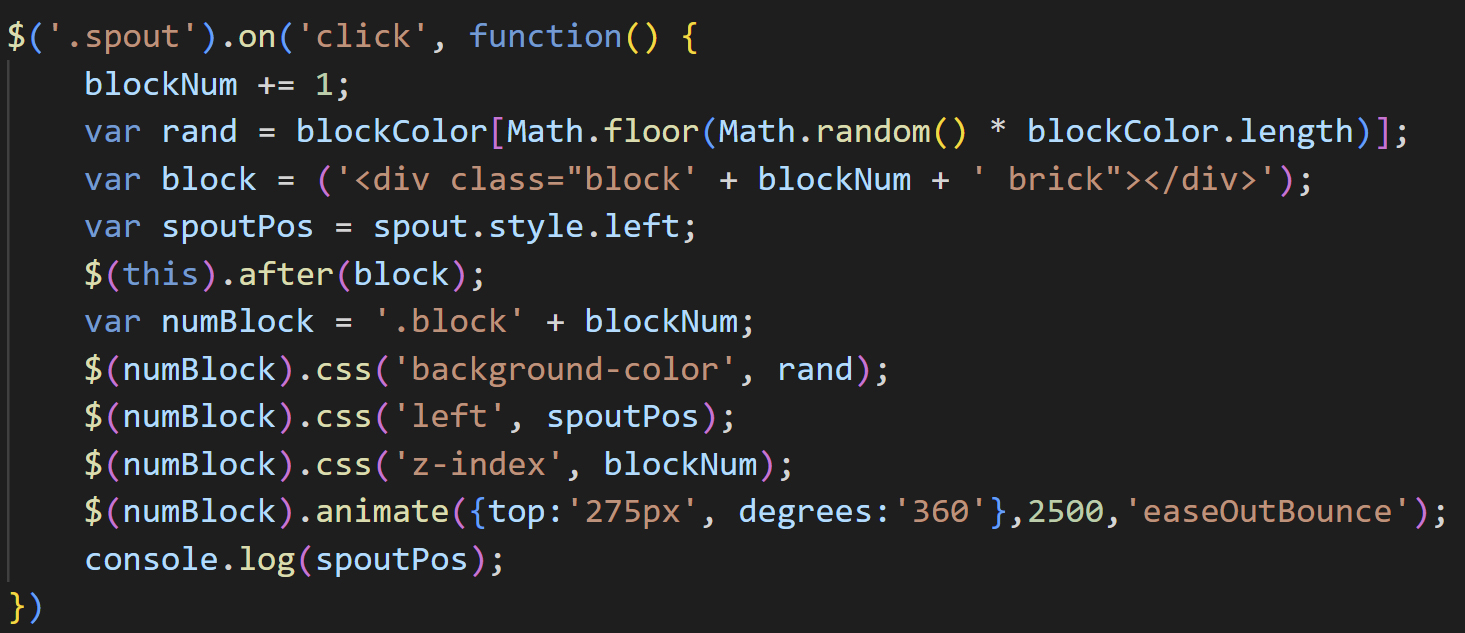 $('.spout').on('click', function() {
    blockNum += 1;
    var rand = blockColor[Math.floor(Math.random() * blockColor.length)];
    var block = ('<div class="block' + blockNum + ' brick"></div>');
    var spoutPos = spout.style.left;
    $(this).after(block);
    var numBlock = '.block' + blockNum;
    $(numBlock).css('background-color', rand);
    $(numBlock).css('left', spoutPos);
    $(numBlock).css('z-index', blockNum);
    $(numBlock).animate({top:'275px', degrees:'360'},2500,'easeOutBounce');
    console.log(spoutPos);
})